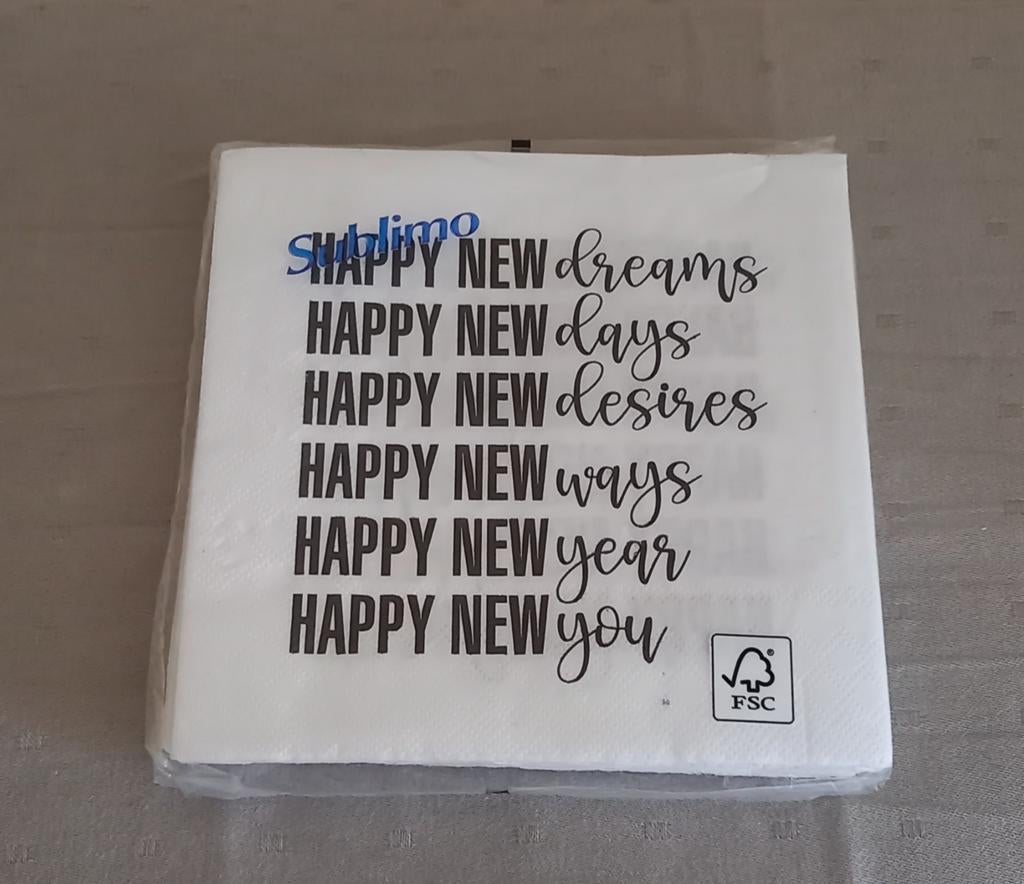 Sublimo
HAPPY NEW dreams
HAPPY NEW days
HAPPY NEW desires
HAPPY NEW ways
HAPPY NEW year
HAPPY NEW you
®
FSC